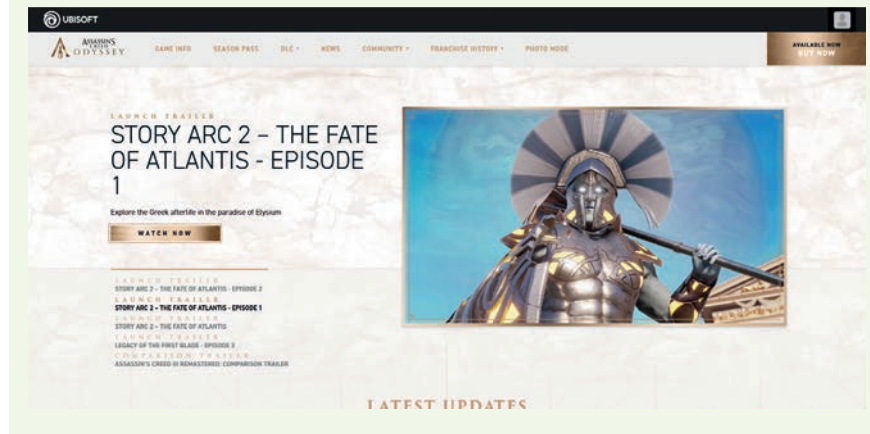 UBISOFT
ASSASSIN'S
CREED
ODYSSEY
GAME INFO SEASON PASS DLC NEWS COMMUNITY FRANCHISE HISTORY PHOTO MODE
AVAILABLE NOW
BUY NOW
LAUNCH TRAILER
STORY ARC 2 – THE FATE
OF ATLANTIS - EPISODE
1
Explore the Greek afterlife in the paradise of Elysium
WATCH NOW
LAUNCH TRAILER
STORY ARC 2 – THE FATE OF ATLANTIS - EPISODE 2
LAUNCH TRAILER
STORY ARC 2 – THE FATE OF ATLANTIS - EPISODE 1
LAUNCH TRAILER
STORY ARC 2 – THE FATE OF ATLANTIS
LAUNCH TRAILER
LEGACY OF THE FIRST BLADE - EPISODE 3
COMPARISON TRAILER
ASSASSIN'S CREED III REMASTERED: COMPARISON TRAILER
LATEST UPDATES